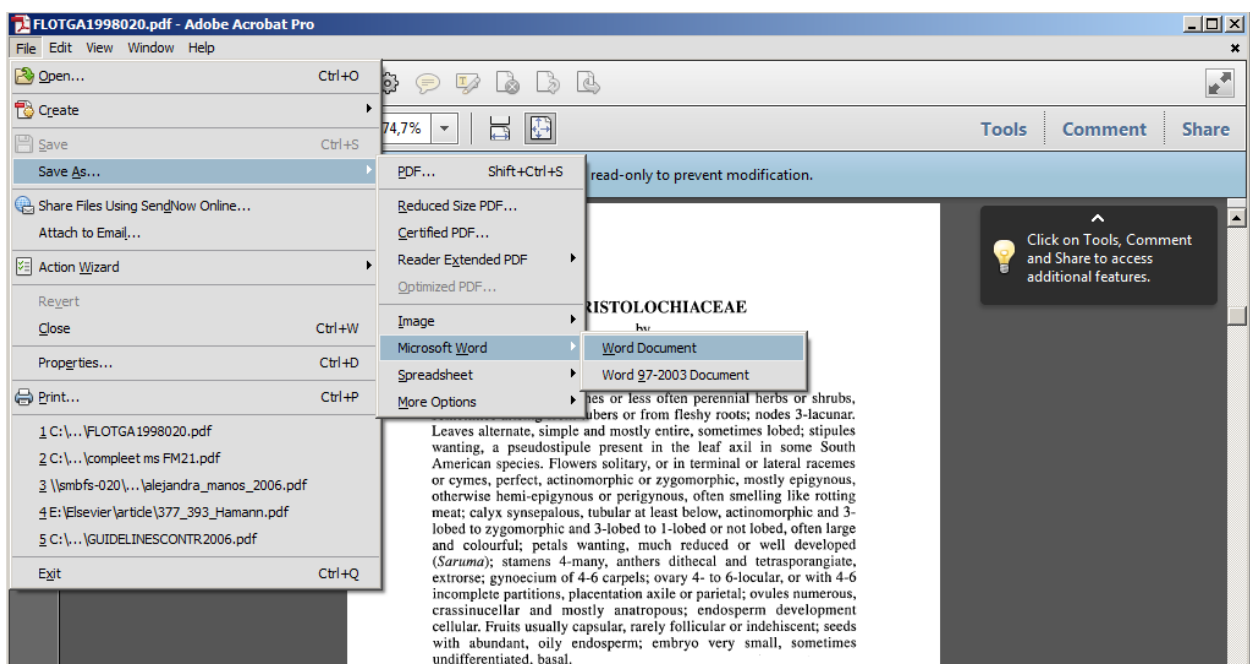 FLOTGA1998020.pdf - Adobe Acrobat Pro
File Edit View Window Help
Open... Ctrl+O
Create
Save Ctrl+S
Save As...
Share Files Using SendNow Online...
Attach to Email...
Action Wizard
Revert
Close Ctrl+W
Properties... Ctrl+D
Print... Ctrl+P
1 C:\...\FLOTGA1998020.pdf
2 C:\...\compleet ms FM21.pdf
3 \\smbfs-020\...\alejandra_manos_2006.pdf
4 E:\Elsevier\article\377_393_Hamann.pdf
5 C:\...\GUIDELINESCONTR2006.pdf
Exit Ctrl+Q
PDF... Shift+Ctrl+S
Reduced Size PDF...
Certified PDF...
Reader Extended PDF
Optimized PDF...
Image
Microsoft Word
Spreadsheet
More Options
Word Document
Word 97-2003 Document
74,7%
Tools Comment Share
read-only to prevent modification.
Click on Tools, Comment
and Share to access
additional features.
RISTOLOCHIACEAE
by
or less often perennial herbs or shrubs,
or from fleshy roots; nodes 3-lacunar.
Leaves alternate, simple and mostly entire, sometimes lobed; stipules
wanting, a pseudostipule present in the leaf axil in some South
American species. Flowers solitary, or in terminal or lateral racemes
or cymes, perfect, actinomorphic or zygomorphic, mostly epigynous,
otherwise hemi-epigynous or perigynous, often smelling like rotting
meat; calyx synsepalous, tubular at least below, actinomorphic and 3-
lobed to zygomorphic and 3-lobed to 1-lobed or not lobed, often large
and colourful; petals wanting, much reduced or well developed
(Saruma); stamens 4-many, anthers dithecal and tetrasporangiate,
extrorse; gynoecium of 4-6 carpels; ovary 4- to 6-locular, or with 4-6
incomplete partitions, placentation axile or parietal; ovules numerous,
crassinucellar and mostly anatropous; endosperm development
cellular. Fruits usually capsular, rarely follicular or indehiscent; seeds
with abundant, oily endosperm; embryo very small, sometimes
undifferentiated, basal.